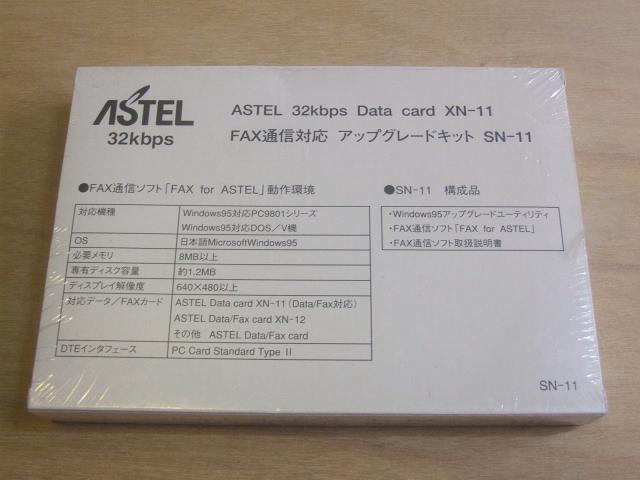 ASTEL
32kbps
ASTEL 32kbps Data card XN-11
FAX通信対応 アップグレードキット SN-11
●FAX通信ソフト「FAX for ASTEL」動作環境
対応機種 Windows95対応PC9801シリーズ
Windows95対応DOS/V機
OS 日本語MicrosoftWindows95
必要メモリ 8MB以上
専有ディスク容量 約1.2MB
ディスプレイ解像度 640×480以上
対応データ/FAXカード ASTEL Data card XN-11(Data/Fax対応)
ASTEL Data/Fax card XN-12
その他 ASTEL Data/Fax card
DTEインタフェース PC Card Standard Type II
●SN-11 構成品
・Windows95アップグレードユーティリティ
・FAX通信ソフト「FAX for ASTEL」
・FAX通信ソフト取扱説明書
SN-11